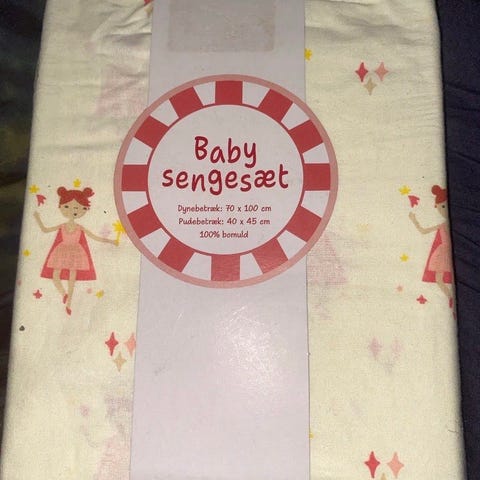 Baby
sengesæt
Dynebetræk: 70 x 100 cm
Pudebetræk: 40 x 45 cm
100% bomuld